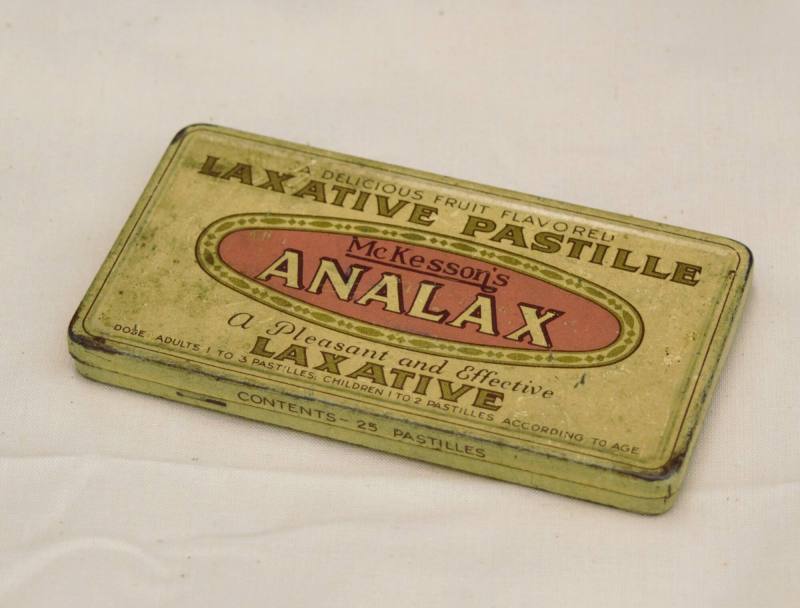 A DELICIOUS FRUIT FLAVORED
LAXATIVE PASTILLE
McKesson's
ANALAX
A Pleasant and Effective
LAXATIVE
DOSE: ADULTS 1 TO 3 PASTILLES; CHILDREN 1 TO 2 PASTILLES ACCORDING TO AGE
CONTENTS-25 PASTILLES